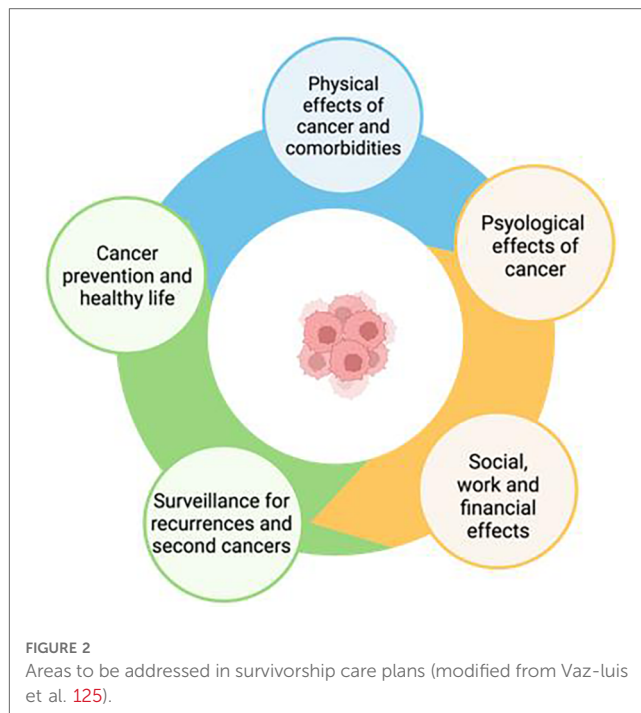 Physical
effects of
cancer and
comorbidities
Psyological
effects of
cancer
Social,
work and
financial
effects
Surveillance for
recurrences and
second cancers
Cancer
prevention and
healthy life
FIGURE 2
Areas to be addressed in survivorship care plans (modified from Vaz-luis
et al. 125).